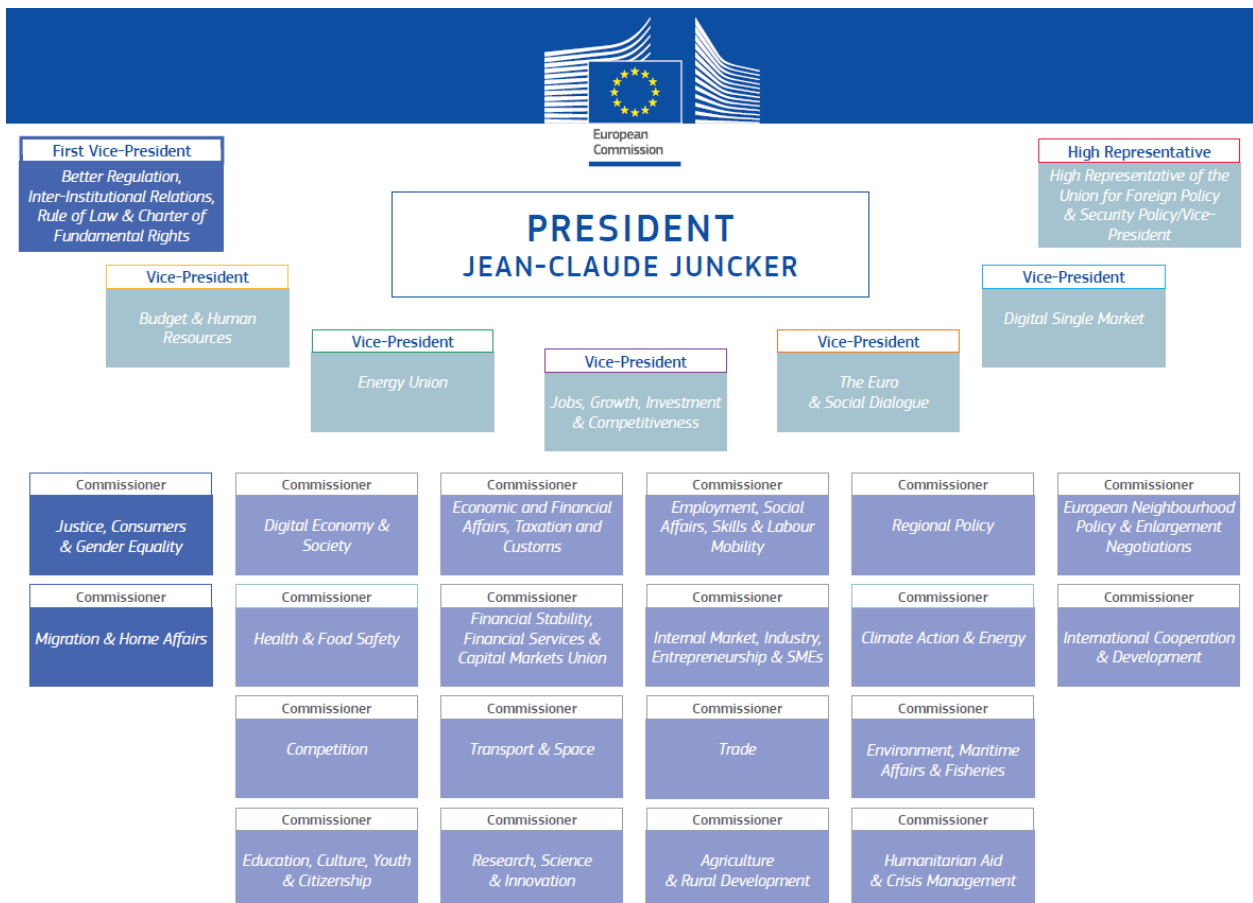 European
Commission
First Vice-President
Better Regulation,
Inter-Institutional Relations,
Rule of Law & Charter of
Fundamental Rights
High Representative
High Representative of the
Union for Foreign Policy
& Security Policy/Vice-
President
PRESIDENT
JEAN-CLAUDE JUNCKER
Vice-President
Budget & Human
Resources
Vice-President
Digital Single Market
Vice-President
Energy Union
Vice-President
Jobs, Growth, Investment
& Competitiveness
Vice-President
The Euro
& Social Dialogue
Commissioner
Justice, Consumers
& Gender Equality
Commissioner
Digital Economy &
Society
Commissioner
Economic and Financial
Affairs, Taxation and
Customs
Commissioner
Employment, Social
Affairs, Skills & Labour
Mobility
Commissioner
Regional Policy
Commissioner
European Neighbourhood
Policy & Enlargement
Negotiations
Commissioner
Migration & Home Affairs
Commissioner
Health & Food Safety
Commissioner
Financial Stability,
Financial Services &
Capital Markets Union
Commissioner
Internal Market, Industry,
Entrepreneurship & SMEs
Commissioner
Climate Action & Energy
Commissioner
International Cooperation
& Development
Commissioner
Competition
Commissioner
Transport & Space
Commissioner
Trade
Commissioner
Environment, Maritime
Affairs & Fisheries
Commissioner
Education, Culture, Youth
& Citizenship
Commissioner
Research, Science
& Innovation
Commissioner
Agriculture
& Rural Development
Commissioner
Humanitarian Aid
& Crisis Management